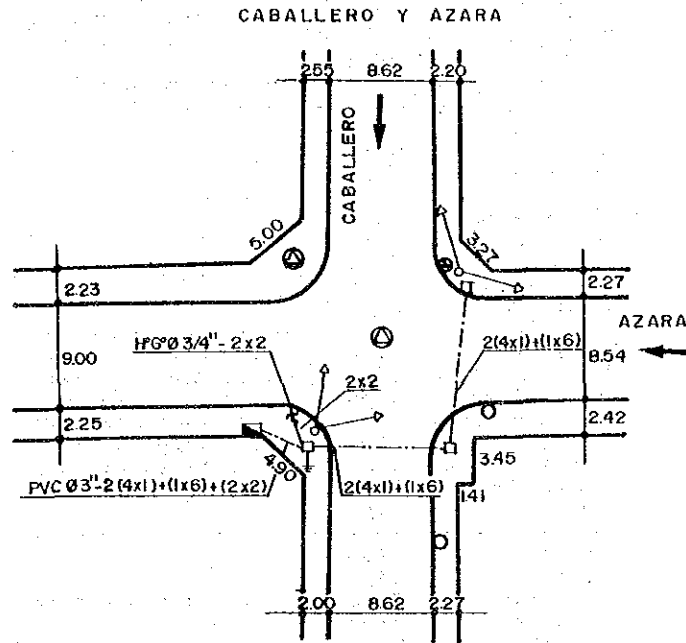 CABALLERO Y AZARA
2.55 8.62 2.20
CABALLERO
5.00
3.27
2.23
2.27
AZARA
HºGºØ 3/4"-2x2
2(4x1)+(1x6)
9.00
8.54
2x2
2.25
2.42
4.90
3.45
PVC Ø3"-2(4x1)+(1x6)+(2x2)
2(4x1)+(1x6)
1.41
2.00 8.62 2.27